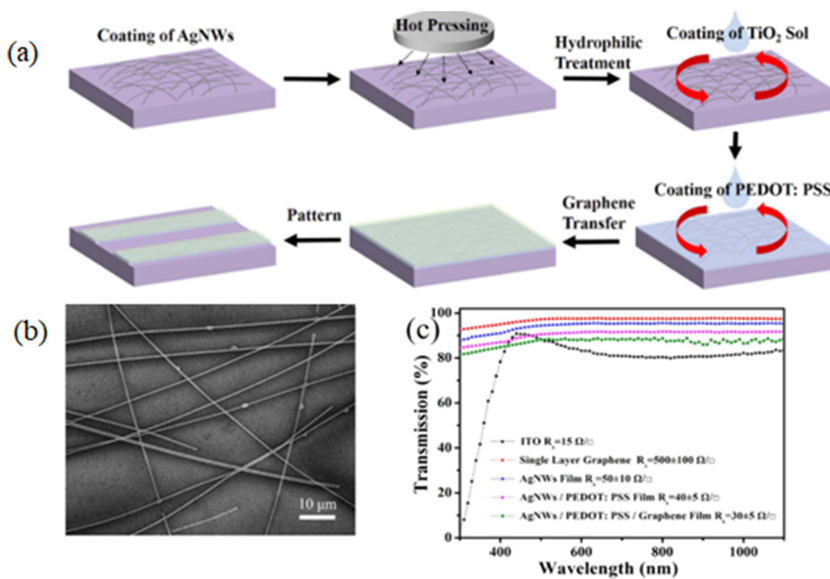 (a)
Coating of AgNWs
Hot Pressing
Hydrophilic
Treatment
Coating of TiO₂ Sol
Coating of PEDOT: PSS
Graphene
Transfer
Pattern
(b)
10 μm
(c)
Transmission (%)
100
80
60
40
20
0
ITO Rₛ=15 Ω/□
Single Layer Graphene Rₛ=500±100 Ω/□
AgNWs Film Rₛ=50±10 Ω/□
AgNWs / PEDOT: PSS Film Rₛ=40±5 Ω/□
AgNWs / PEDOT: PSS / Graphene Film Rₛ=30±5 Ω/□
400 600 800 1000
Wavelength (nm)